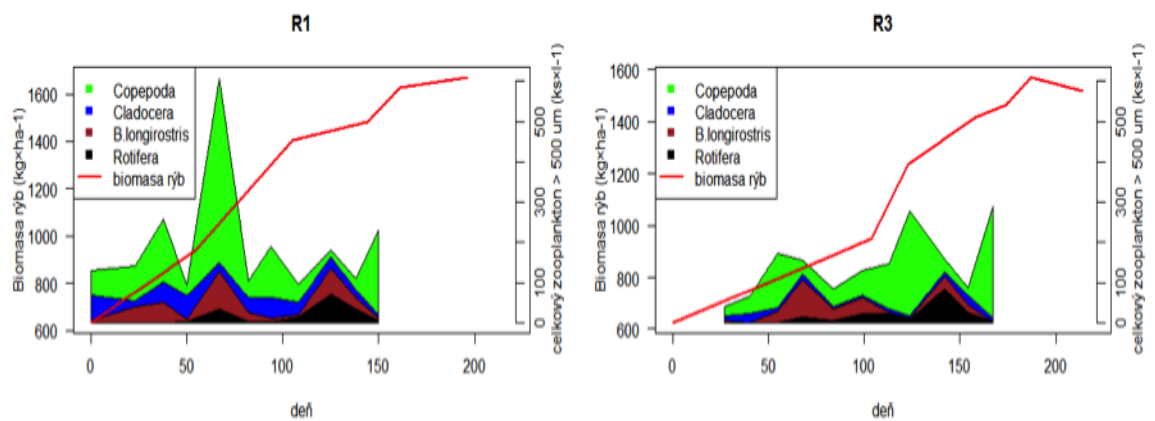 R1
Copepoda
Cladocera
B.longirostris
Rotifera
biomasa rýb
Biomasa rýb (kg×ha-1)
1600
1400
1200
1000
800
600
500
300
100
0
celkový zooplankton > 500 um (ks×l-1)
0 50 100 150 200
deň
R3
Copepoda
Cladocera
B.longirostris
Rotifera
biomasa rýb
Biomasa rýb (kg×ha-1)
1600
1400
1200
1000
800
600
500
300
100
0
celkový zooplankton > 500 um (ks×l-1)
0 50 100 150 200
deň